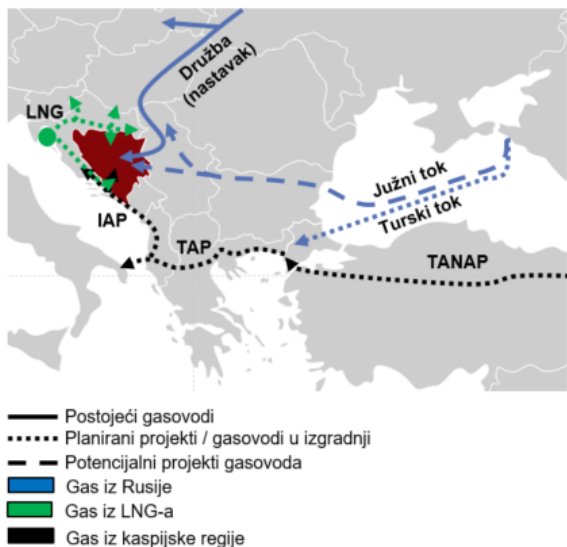 Družba
(nastavak)
LNG
Južni tok
Turski tok
IAP
TAP
TANAP
Postojeći gasovodi
Planirani projekti / gasovodi u izgradnji
Potencijalni projekti gasovoda
Gas iz Rusije
Gas iz LNG-a
Gas iz kaspijske regije